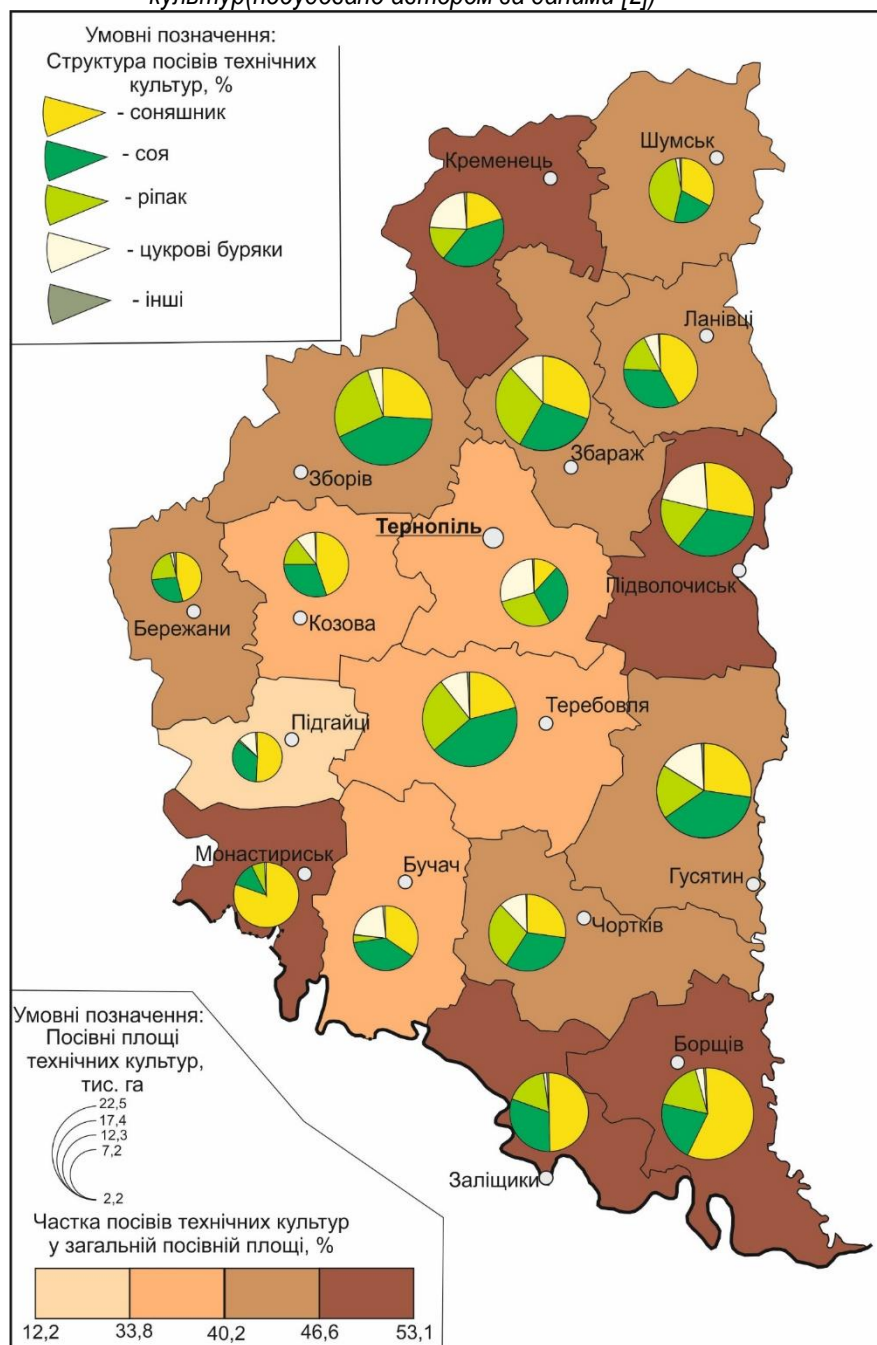 культур(побудовано автором за даними [2])
Умовні позначення:
Структура посівів технічних
культур, %
- соняшник
- соя
- ріпак
- цукрові буряки
- інші
Шумськ
Кременець
Ланівці
Збараж
Зборів
Тернопіль
Підволочиськ
Козова
Бережани
Теребовля
Підгайці
Монастириськ
Бучач
Гусятин
Чортків
Борщів
Заліщики
Умовні позначення:
Посівні площі
технічних культур,
тис. га
22,5
17,4
12,3
7,2
2,2
Частка посівів технічних культур
у загальній посівній площі, %
12,2 33,8 40,2 46,6 53,1